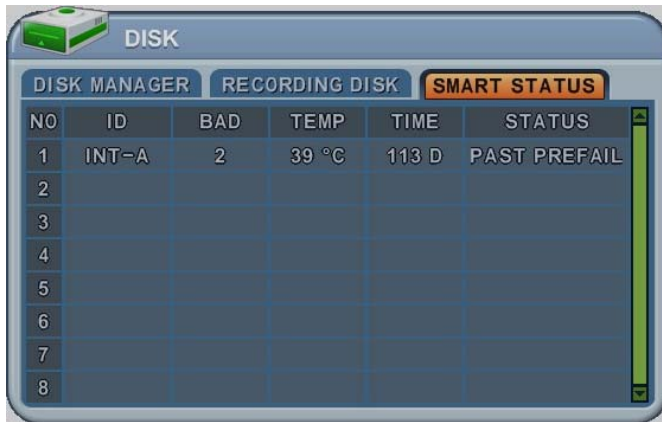 DISK
DISK MANAGER RECORDING DISK SMART STATUS
NO ID BAD TEMP TIME STATUS
1 INT-A 2 39 °C 113 D PAST PREFAIL
2
3
4
5
6
7
8